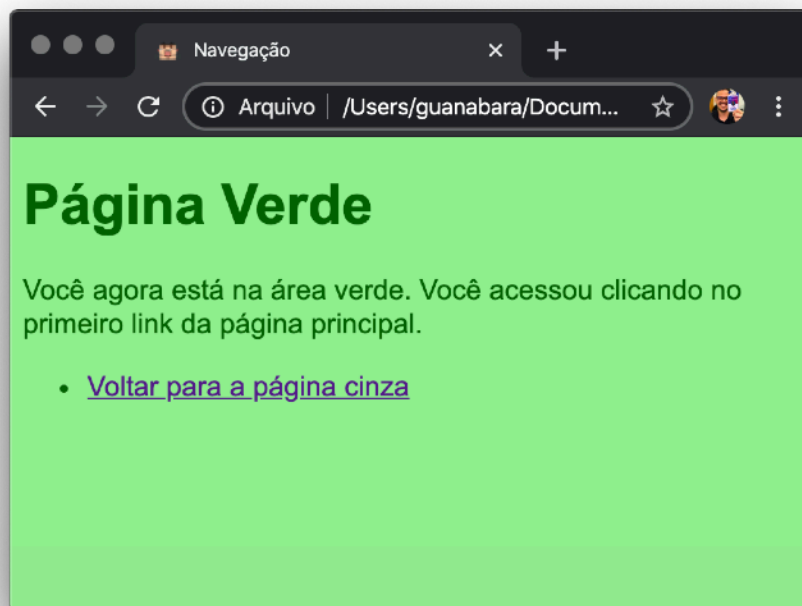 Navegação
Arquivo /Users/guanabara/Docum...
Página Verde
Você agora está na área verde. Você acessou clicando no
primeiro link da página principal.
Voltar para a página cinza